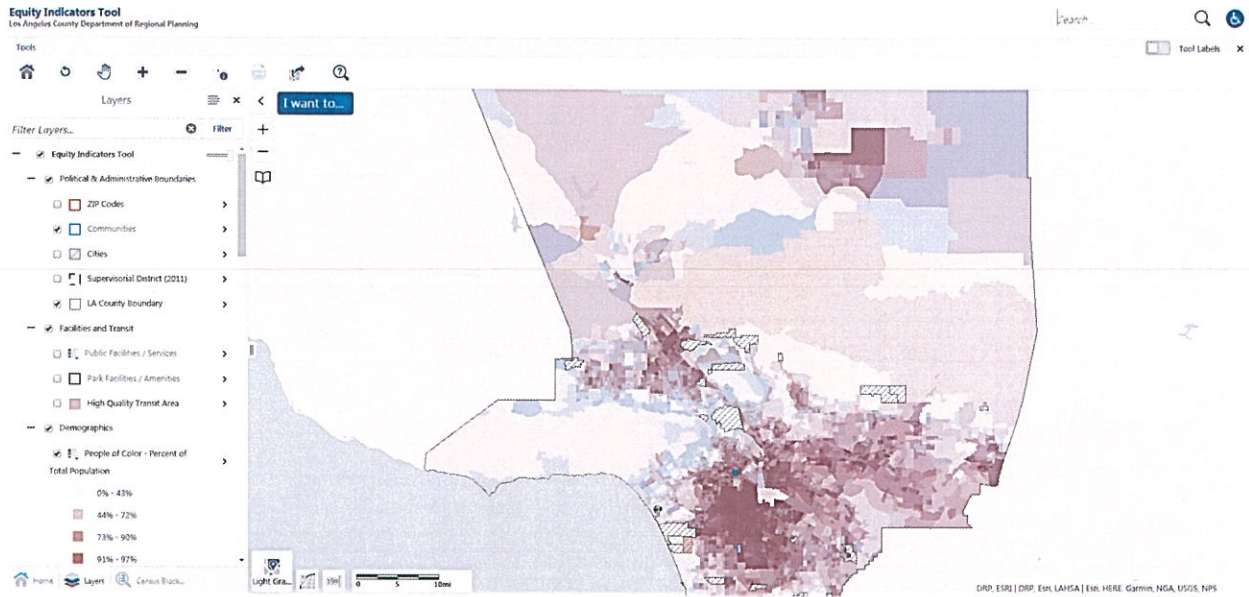 Equity Indicators Tool
Los Angeles County Department of Regional Planning
Search...
Tools
Tool Labels
Layers
I want to...
Filter Layers...
Filter
Equity Indicators Tool
Political & Administrative Boundaries
ZIP Codes
Communities
Cities
Supervisorial District (2011)
LA County Boundary
Facilities and Transit
Public Facilities / Services
Park Facilities / Amenities
High Quality Transit Area
Demographics
People of Color - Percent of
Total Population
0% - 43%
44% - 72%
73% - 90%
91% - 97%
Home
Layers
Census Block...
Light Gra...
0 5 10mi
DRP, ESRI | DRP, Esri, LAHSA | Esri, HERE, Garmin, NGA, USGS, NPS